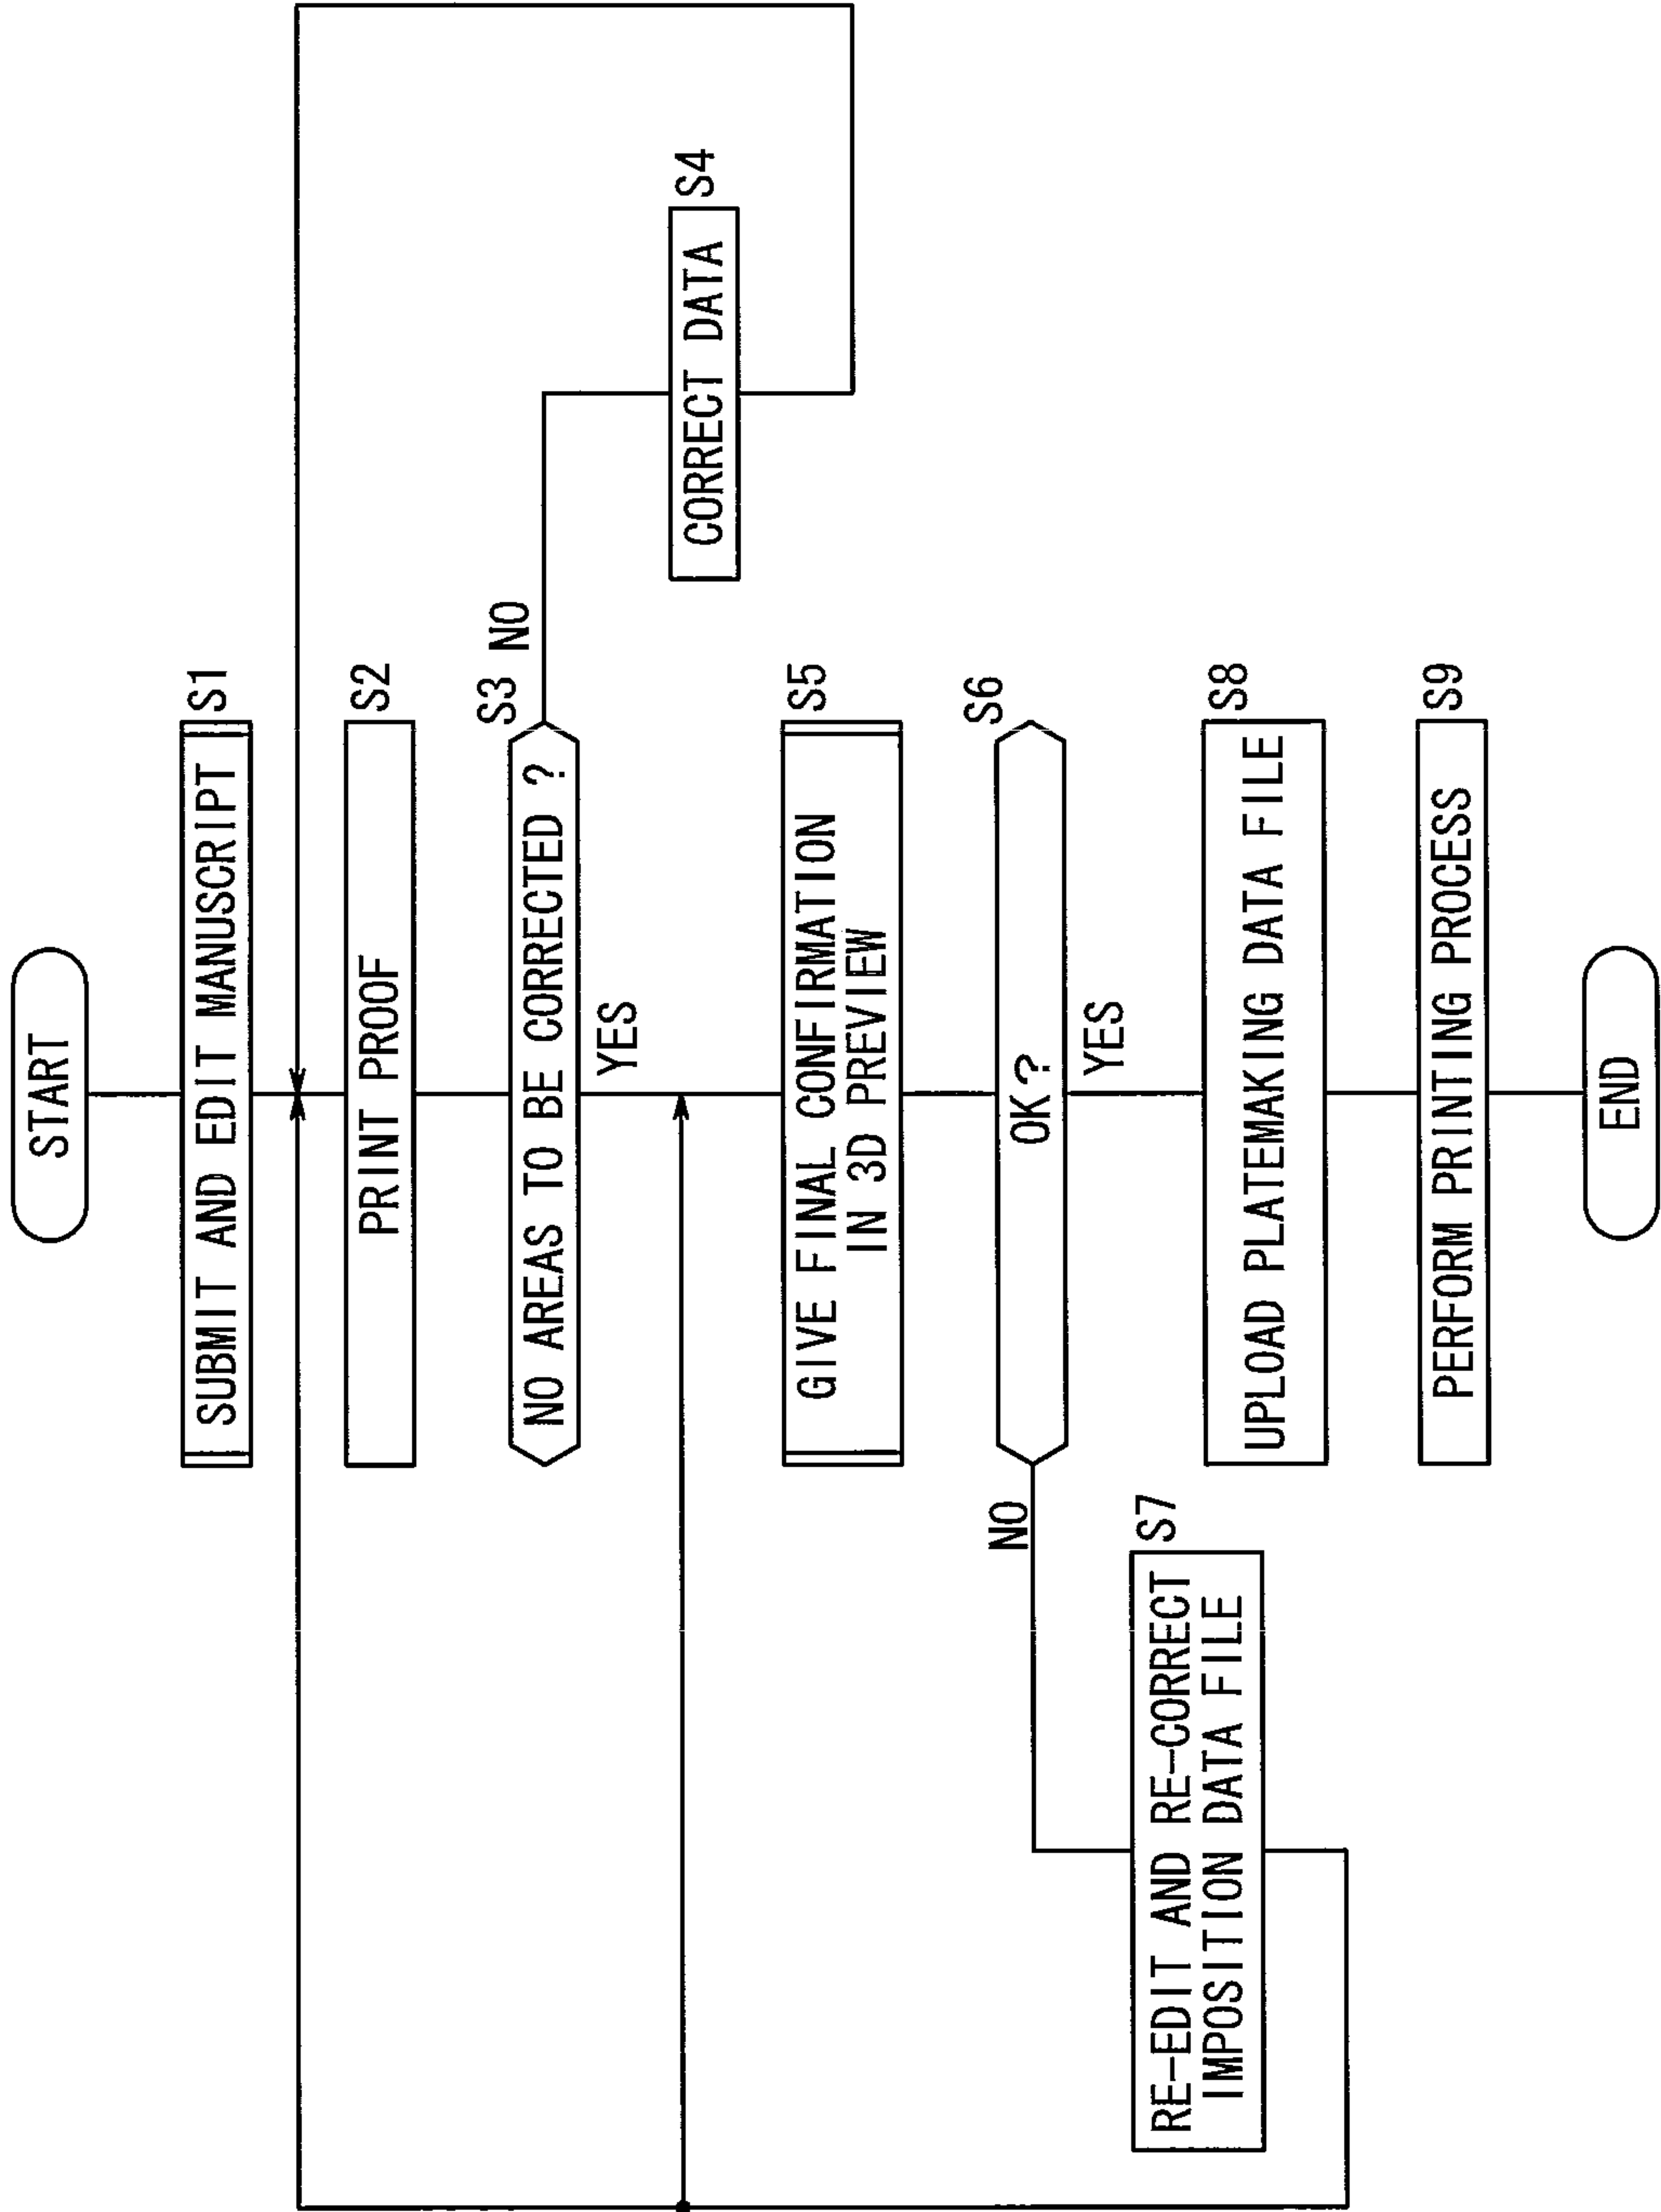 START
SUBMIT AND EDIT MANUSCRIPT
S1
PRINT PROOF
S2
NO AREAS TO BE CORRECTED ?
S3
NO
YES
CORRECT DATA
S4
GIVE FINAL CONFIRMATION
IN 3D PREVIEW
S5
OK?
S6
NO
YES
RE-EDIT AND RE-CORRECT
IMPOSITION DATA FILE
S7
UPLOAD PLATEMAKING DATA FILE
S8
PERFORM PRINTING PROCESS
S9
END